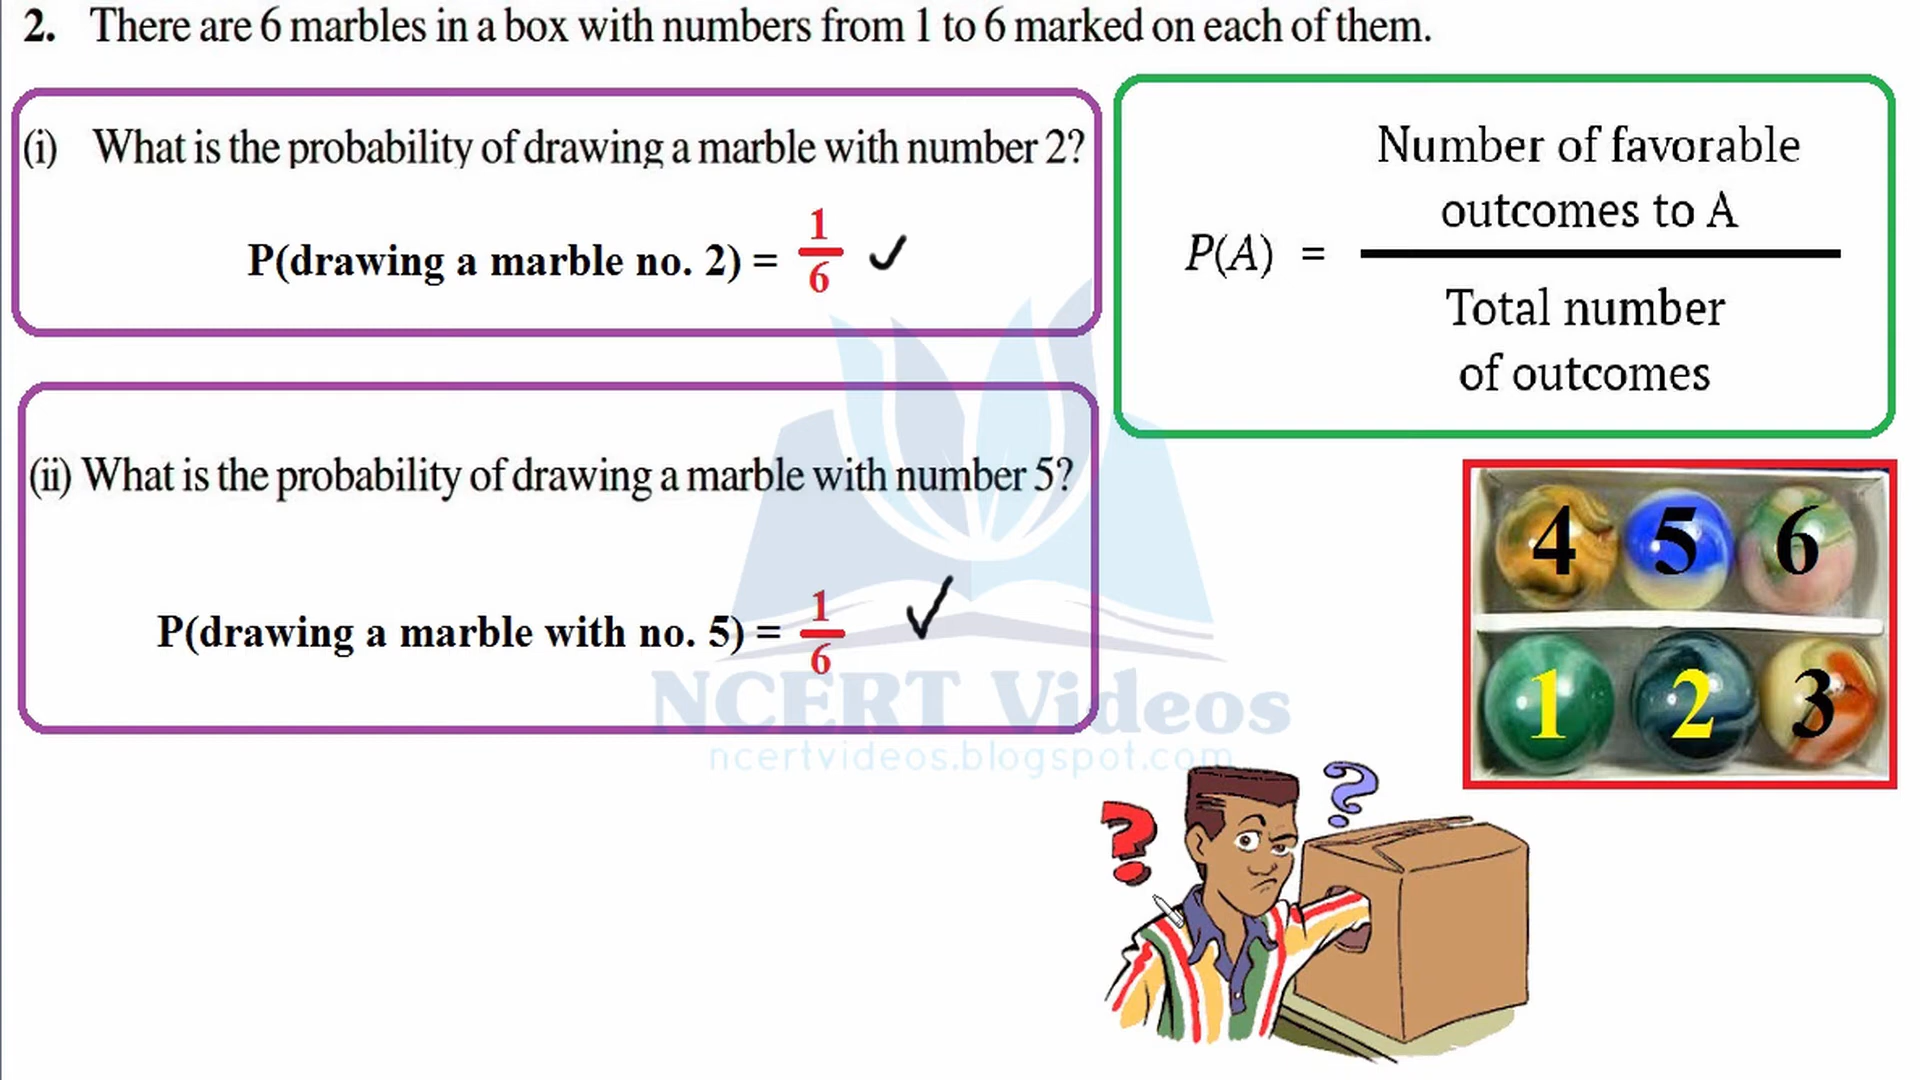 2. There are 6 marbles in a box with numbers from 1 to 6 marked on each of them.
(i) What is the probability of drawing a marble with number 2?
P(drawing a marble no. 2) = 1/6 ✓
(ii) What is the probability of drawing a marble with number 5?
P(drawing a marble with no. 5) = 1/6 ✓
P(A) =
Number of favorable
outcomes to A
Total number
of outcomes
4 5 6
1 2 3
NCERT Videos
ncertvideos.blogspot.com
? ?